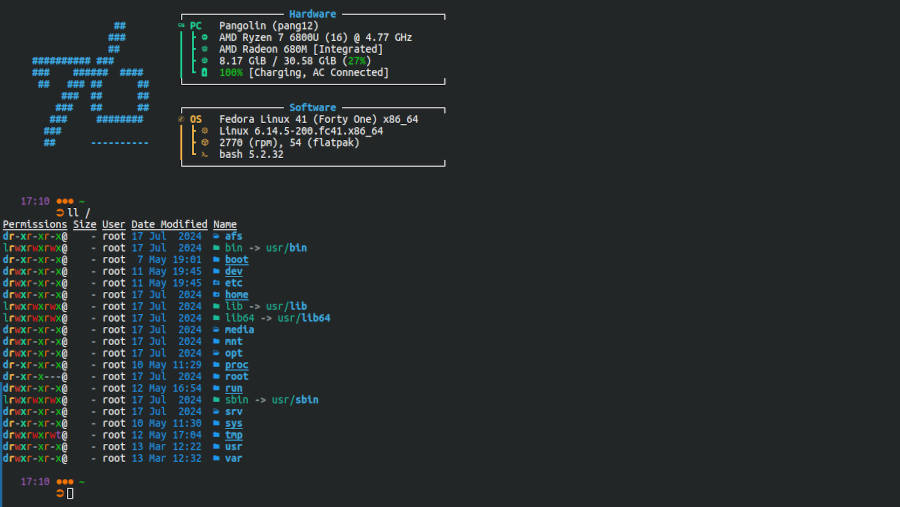 Hardware
PC Pangolin (pang12)
AMD Ryzen 7 6800U (16) @ 4.77 GHz
AMD Radeon 680M [Integrated]
8.17 GiB / 30.58 GiB (27%)
100% [Charging, AC Connected]
Software
OS Fedora Linux 41 (Forty One) x86_64
Linux 6.14.5-200.fc41.x86_64
2770 (rpm), 54 (flatpak)
bash 5.2.32
17:10 ●●● ~
➲ ll /
Permissions Size User Date Modified Name
dr-xr-xr-x@ - root 17 Jul 2024 afs
lrwxrwxrwx@ - root 17 Jul 2024 bin -> usr/bin
dr-xr-xr-x@ - root 7 May 19:01 boot
drwxr-xr-x@ - root 11 May 19:45 dev
drwxr-xr-x@ - root 11 May 19:45 etc
drwxr-xr-x@ - root 17 Jul 2024 home
lrwxrwxrwx@ - root 17 Jul 2024 lib -> usr/lib
lrwxrwxrwx@ - root 17 Jul 2024 lib64 -> usr/lib64
drwxr-xr-x@ - root 17 Jul 2024 media
drwxr-xr-x@ - root 17 Jul 2024 mnt
drwxr-xr-x@ - root 17 Jul 2024 opt
dr-xr-xr-x@ - root 10 May 11:29 proc
dr-xr-x---@ - root 17 Jul 2024 root
drwxr-xr-x@ - root 12 May 16:54 run
lrwxrwxrwx@ - root 17 Jul 2024 sbin -> usr/sbin
drwxr-xr-x@ - root 17 Jul 2024 srv
dr-xr-xr-x@ - root 10 May 11:30 sys
drwxrwxrwt@ - root 12 May 17:04 tmp
drwxr-xr-x@ - root 13 Mar 12:22 usr
drwxr-xr-x@ - root 13 Mar 12:32 var
17:10 ●●● ~
➲